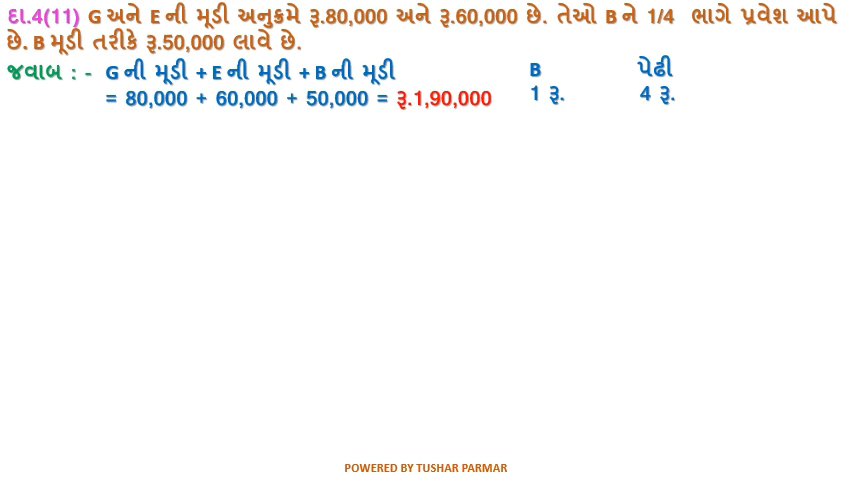 દા.4(11) G અને E ની મૂડી અનુક્રમે રૂ.80,000 અને રૂ.60,000 છે. તેઓ B ને 1/4 ભાગે પ્રવેશ આપે
છે. B મૂડી તરીકે રૂ.50,000 લાવે છે.
જવાબ : - G ની મૂડી + E ની મૂડી + B ની મૂડી B પેઢી
= 80,000 + 60,000 + 50,000 = રૂ.1,90,000 1 રૂ. 4 રૂ.
POWERED BY TUSHAR PARMAR